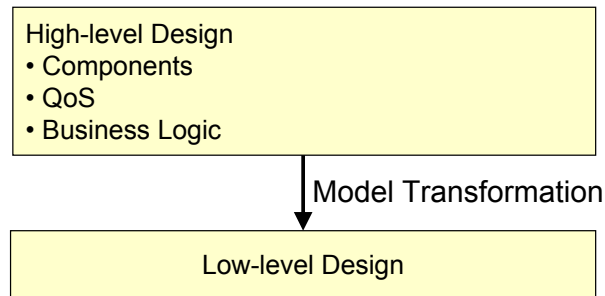 High-level Design
• Components
• QoS
• Business Logic
Model Transformation
Low-level Design